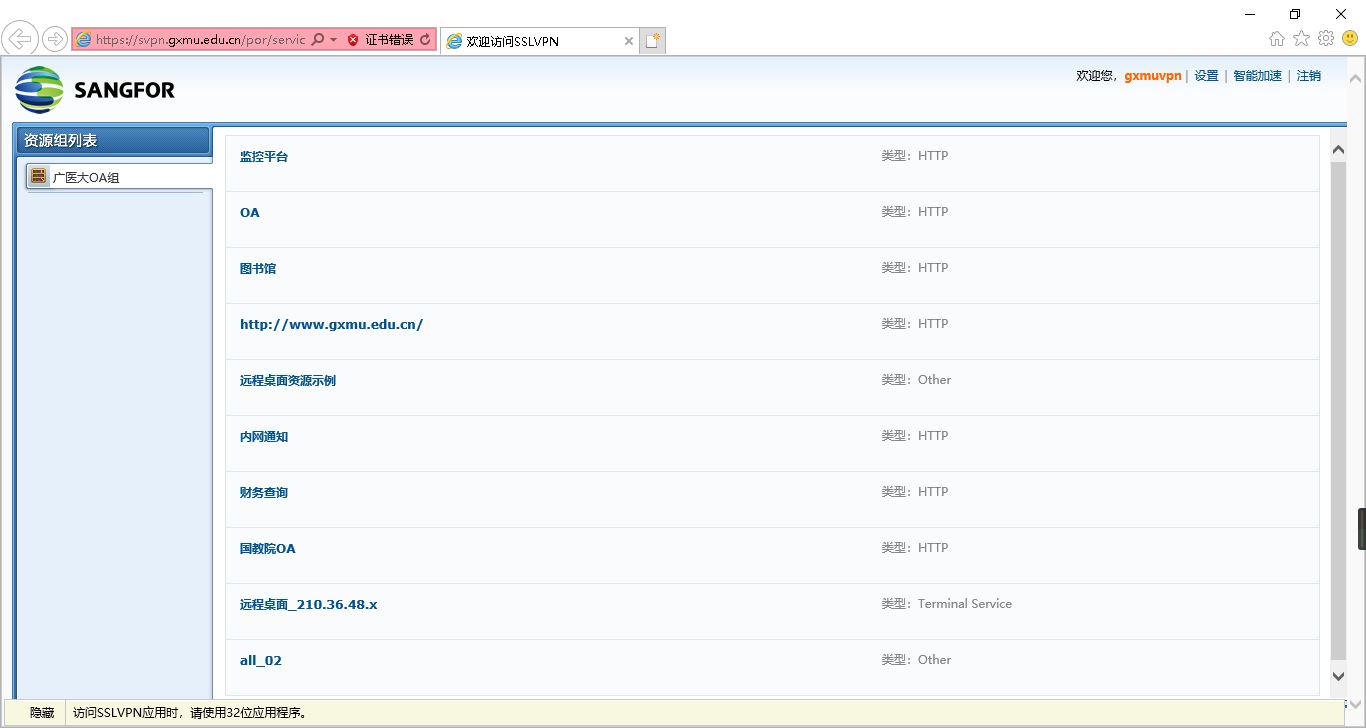 https://svpn.gxmu.edu.cn/por/servic
证书错误
欢迎访问SSLVPN
SANGFOR
欢迎您，gxmuvpn | 设置 | 智能加速 | 注销
资源组列表
广医大OA组
监控平台 类型：HTTP
OA 类型：HTTP
图书馆 类型：HTTP
http://www.gxmu.edu.cn/ 类型：HTTP
远程桌面资源示例 类型：Other
内网通知 类型：HTTP
财务查询 类型：HTTP
国教院OA 类型：HTTP
远程桌面_210.36.48.x 类型：Terminal Service
all_02 类型：Other
隐藏 访问SSLVPN应用时，请使用32位应用程序。